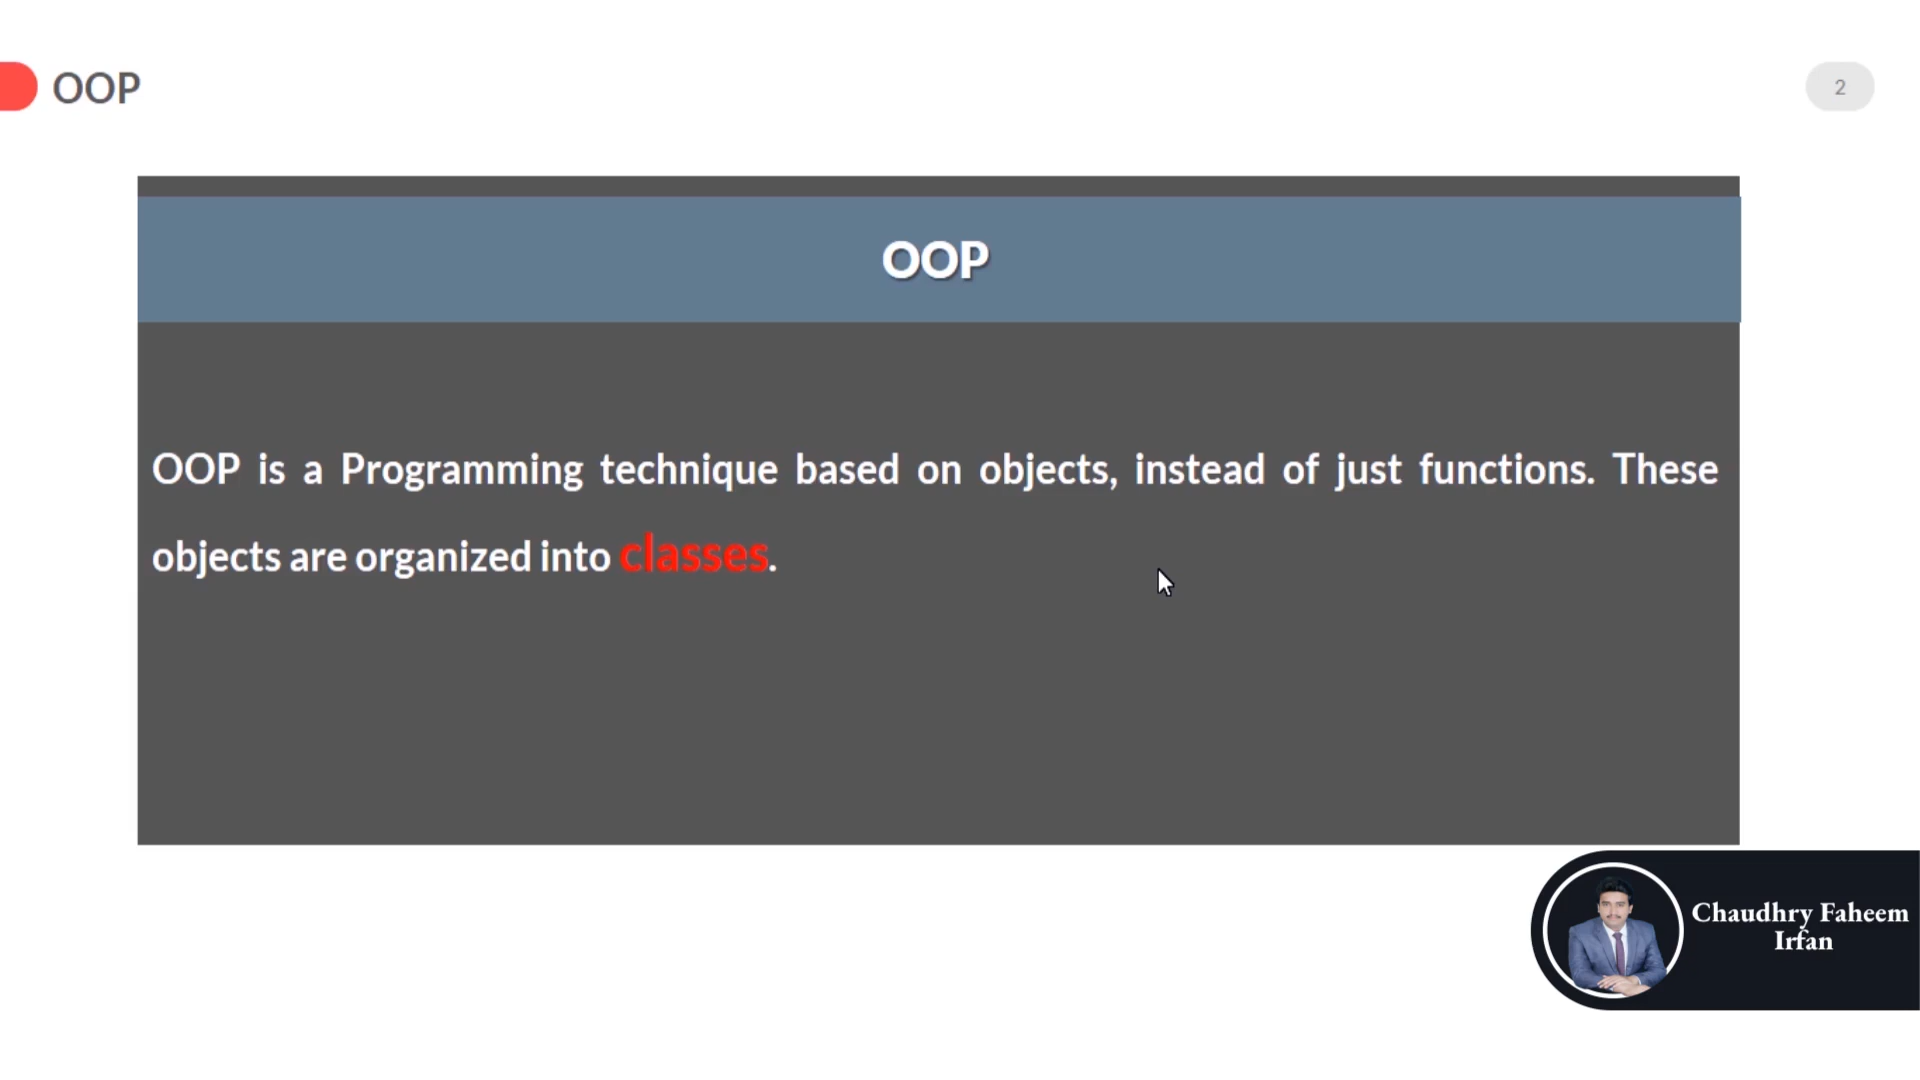 OOP
2
OOP
OOP is a Programming technique based on objects, instead of just functions. These
objects are organized into classes.
Chaudhry Faheem
Irfan